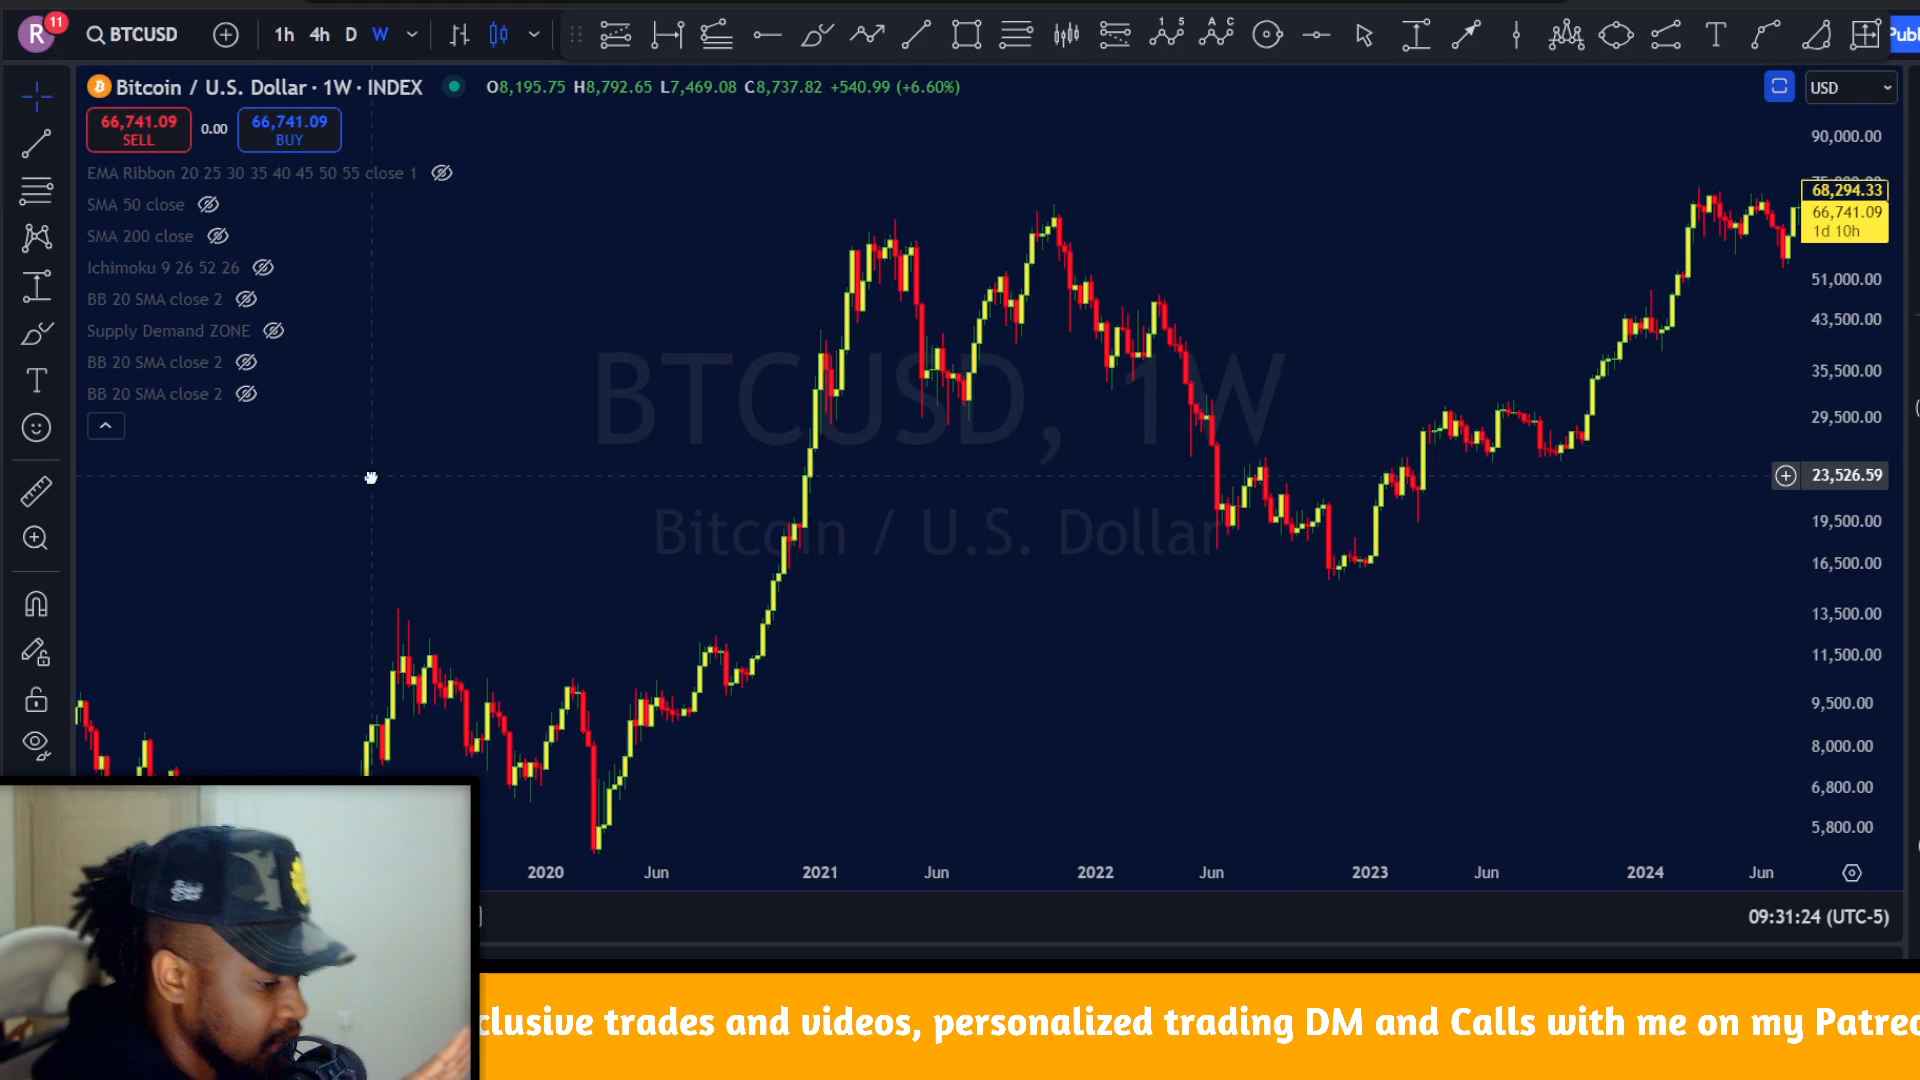 R
11
BTCUSD
1h 4h D W
Publ
Bitcoin / U.S. Dollar · 1W · INDEX
O8,195.75 H8,792.65 L7,469.08 C8,737.82 +540.99 (+6.60%)
USD
66,741.09
SELL
0.00
66,741.09
BUY
EMA Ribbon 20 25 30 35 40 45 50 55 close 1
SMA 50 close
SMA 200 close
Ichimoku 9 26 52 26
BB 20 SMA close 2
Supply Demand ZONE
BB 20 SMA close 2
BB 20 SMA close 2
BTCUSD, 1W
Bitcoin / U.S. Dollar
90,000.00
68,294.33
66,741.09
1d 10h
51,000.00
43,500.00
35,500.00
29,500.00
23,526.59
19,500.00
16,500.00
13,500.00
11,500.00
9,500.00
8,000.00
6,800.00
5,800.00
2020 Jun 2021 Jun 2022 Jun 2023 Jun 2024 Jun
09:31:24 (UTC-5)
clusive trades and videos, personalized trading DM and Calls with me on my Patreo